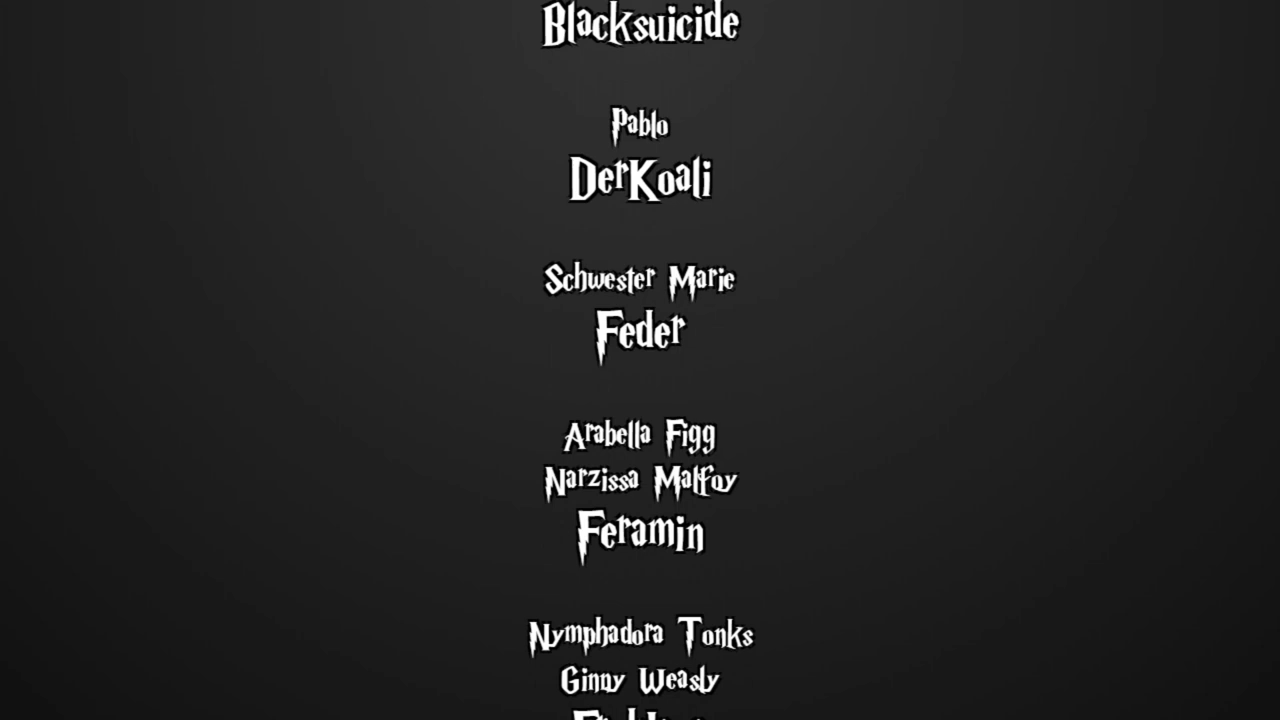 Blacksuicide
Pablo
DerKoali
Schwester Marie
Feder
Arabella Figg
Narzissa Malfoy
Feramin
Nymphadora Tonks
Ginny Weasly